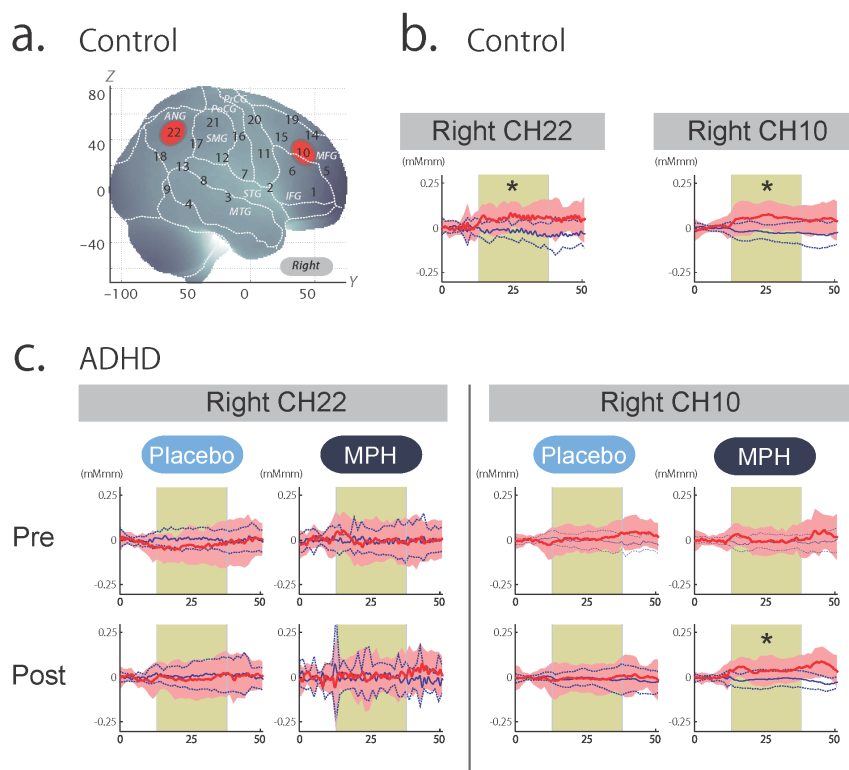 a. Control
Z
80
40
0
−40
−100
50
0
50
Y
PrCG
PoCG
ANG
SMG
MFG
STG
IFG
MTG
22
21
20
19
14
16
15
17
18
12
11
10
13
6
5
7
8
9
2
1
3
4
Right
b. Control
Right CH22
(mMmm)
0.25
0
-0.25
0 25 50
*
Right CH10
(mMmm)
0.25
0
-0.25
0 25 50
*
c. ADHD
Right CH22
Right CH10
Placebo
MPH
Placebo
MPH
Pre
(mMmm)
0.25
0
-0.25
0 25 50
(mMmm)
0.25
0
-0.25
0 25 50
(mMmm)
0.25
0
-0.25
0 25 50
(mMmm)
0.25
0
-0.25
0 25 50
Post
0.25
0
-0.25
0 25 50
0.25
0
-0.25
0 25 50
0.25
0
-0.25
0 25 50
0.25
0
-0.25
0 25 50
*